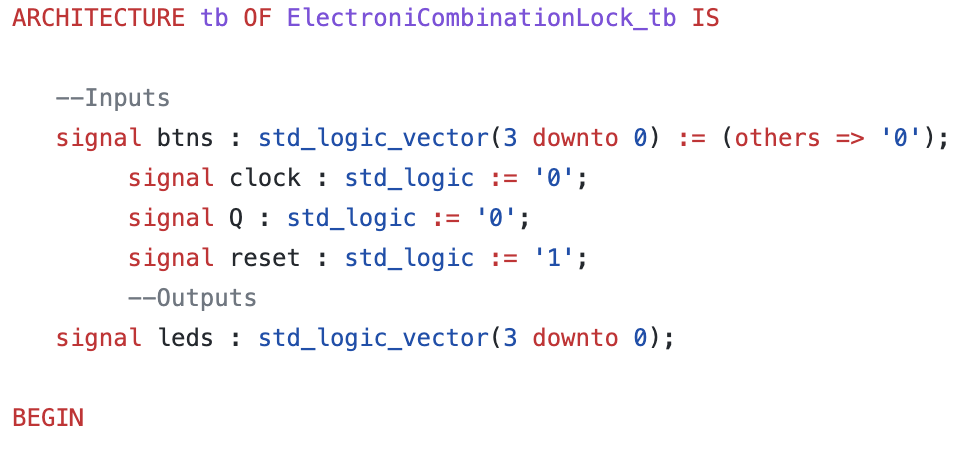 ARCHITECTURE tb OF ElectroniCombinationLock_tb IS
--Inputs
signal btns : std_logic_vector(3 downto 0) := (others => '0');
signal clock : std_logic := '0';
signal Q : std_logic := '0';
signal reset : std_logic := '1';
--Outputs
signal leds : std_logic_vector(3 downto 0);
BEGIN